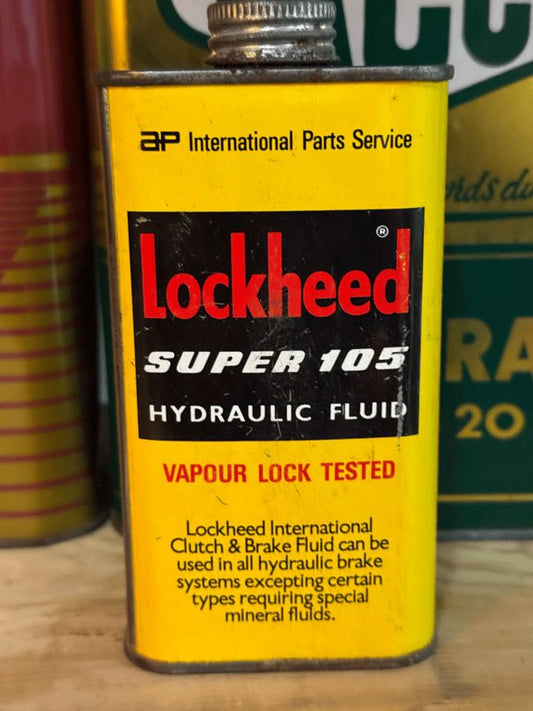 ap International Parts Service
Lockheed ®
SUPER 105
HYDRAULIC FLUID
VAPOUR LOCK TESTED
Lockheed International
Clutch & Brake Fluid can be
used in all hydraulic brake
systems excepting certain
types requiring special
mineral fluids.
20